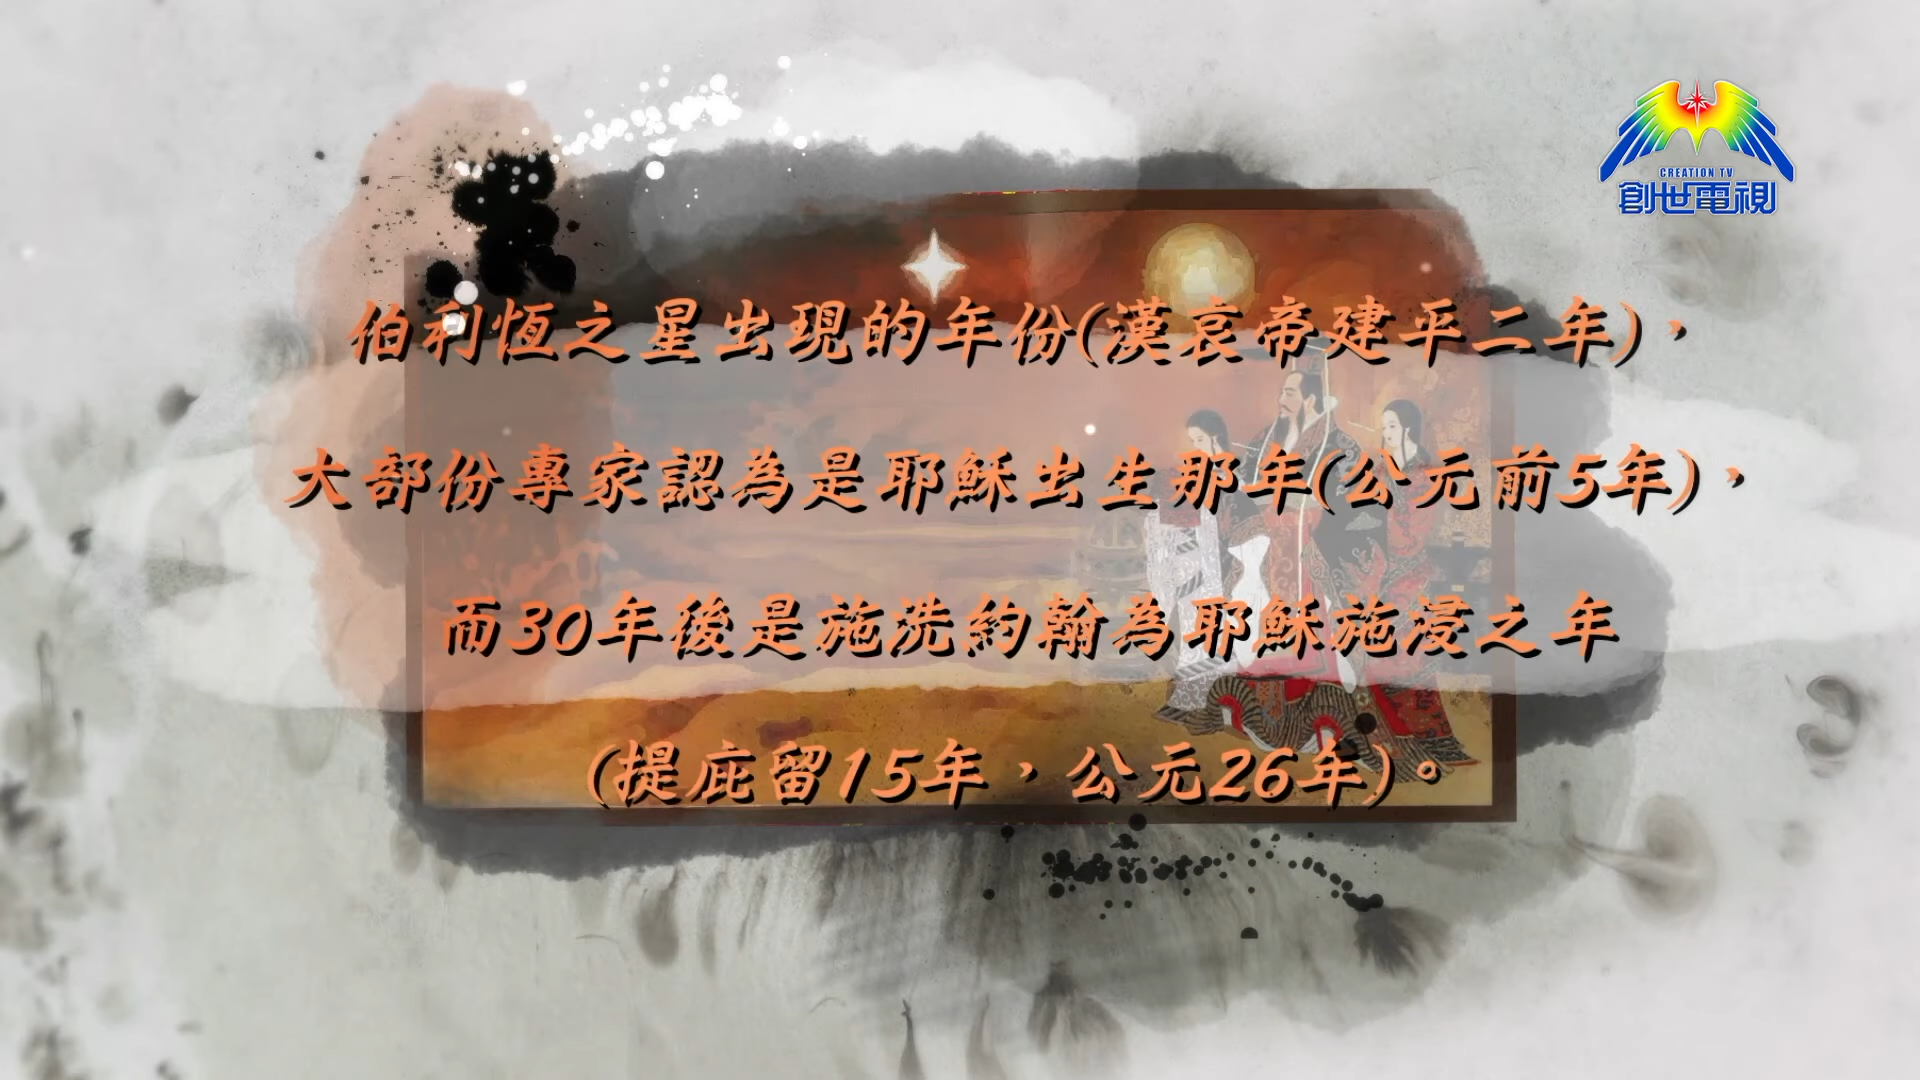 CREATION TV
創世電視
伯利恆之星出現的年份(漢哀帝建平二年)，
大部份專家認為是耶穌出生那年(公元前5年)，
而30年後是施洗約翰為耶穌施浸之年
(提庇留15年，公元26年)。